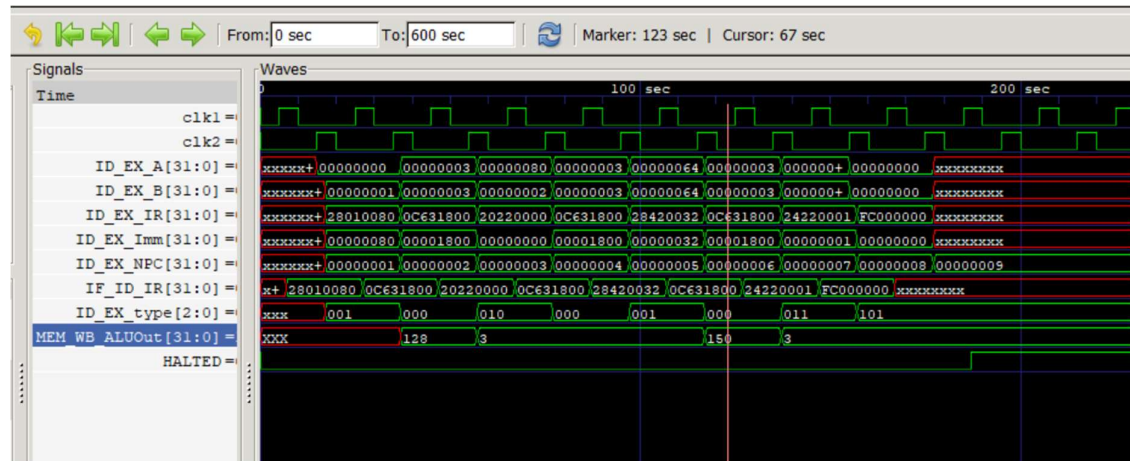 From: 0 sec To: 600 sec Marker: 123 sec | Cursor: 67 sec
Signals Waves
Time 100 sec 200 sec
clk1 =
clk2 =
ID_EX_A[31:0] = xxxxxx+ 00000000 00000003 00000080 00000003 00000064 00000003 000000+ 00000000 xxxxxxxx
ID_EX_B[31:0] = xxxxxx+ 00000001 00000003 00000002 00000003 00000064 00000003 000000+ 00000000 xxxxxxxx
ID_EX_IR[31:0] = xxxxxx+ 28010080 0C631800 20220000 0C631800 28420032 0C631800 24220001 FC000000 xxxxxxxx
ID_EX_Imm[31:0] = xxxxxx+ 00000080 00001800 00000000 00001800 00000032 00001800 00000001 00000000 xxxxxxxx
ID_EX_NPC[31:0] = xxxxxx+ 00000001 00000002 00000003 00000004 00000005 00000006 00000007 00000008 00000009
IF_ID_IR[31:0] = x+ 28010080 0C631800 20220000 0C631800 28420032 0C631800 24220001 FC000000 xxxxxxxx
ID_EX_type[2:0] = xxx 001 000 010 000 001 000 011 101
MEM_WB_ALUOut[31:0] = XXX 128 3 150 3
HALTED =